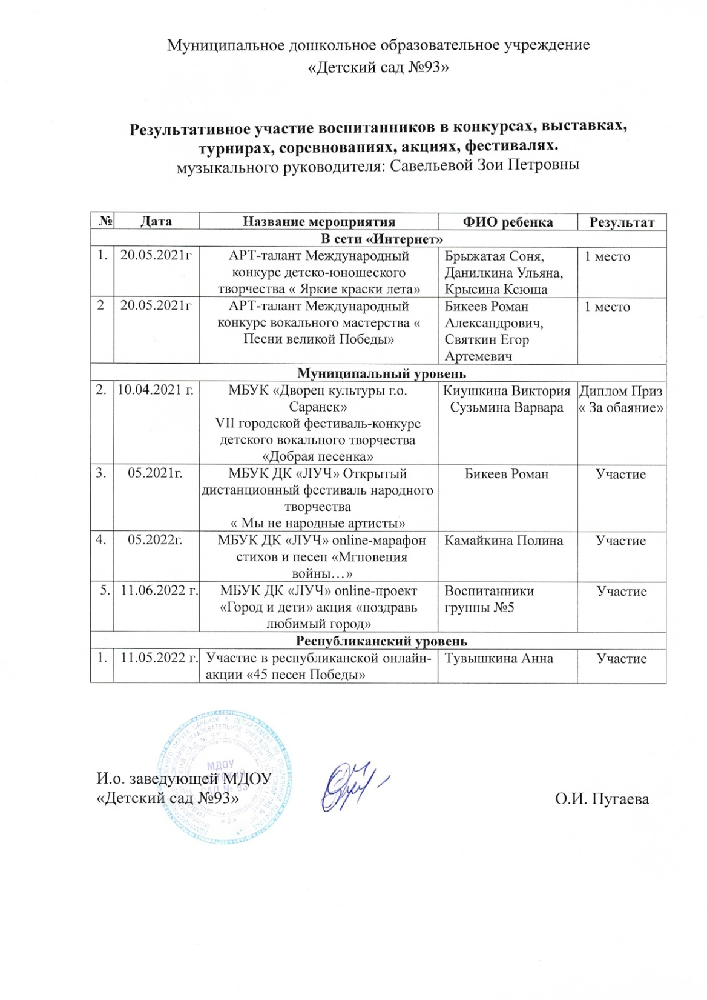 Муниципальное дошкольное образовательное учреждение
«Детский сад №93»
Результативное участие воспитанников в конкурсах, выставках,
турнирах, соревнованиях, акциях, фестивалях.
музыкального руководителя: Савельевой Зои Петровны
№ Дата Название мероприятия ФИО ребенка Результат
В сети «Интернет»
1. 20.05.2021г АРТ-талант Международный Брыжатая Соня, 1 место
конкурс детско-юношеского Данилкина Ульяна,
творчества « Яркие краски лета» Крысина Ксюша
2 20.05.2021г АРТ-талант Международный Бикеев Роман 1 место
конкурс вокального мастерства « Александрович,
Песни великой Победы» Святкин Егор
Артемевич
Муниципальный уровень
2. 10.04.2021 г. МБУК «Дворец культуры г.о. Киушкина Виктория Диплом Приз
Саранск» Сузьмина Варвара « За обаяние»
VII городской фестиваль-конкурс
детского вокального творчества
«Добрая песенка»
3. 05.2021г. МБУК ДК «ЛУЧ» Открытый Бикеев Роман Участие
дистанционный фестиваль народного
творчества
« Мы не народные артисты»
4. 05.2022г. МБУК ДК «ЛУЧ» online-марафон Камайкина Полина Участие
стихов и песен «Мгновения
войны…»
5. 11.06.2022 г. МБУК ДК «ЛУЧ» online-проект Воспитанники Участие
«Город и дети» акция «поздравь группы №5
любимый город»
Республиканский уровень
1. 11.05.2022 г. Участие в республиканской онлайн- Тувышкина Анна Участие
акции «45 песен Победы»
И.о. заведующей МДОУ
«Детский сад №93» О.И. Пугаева
МДОУ
ДЕТСКИЙ
САД № 93